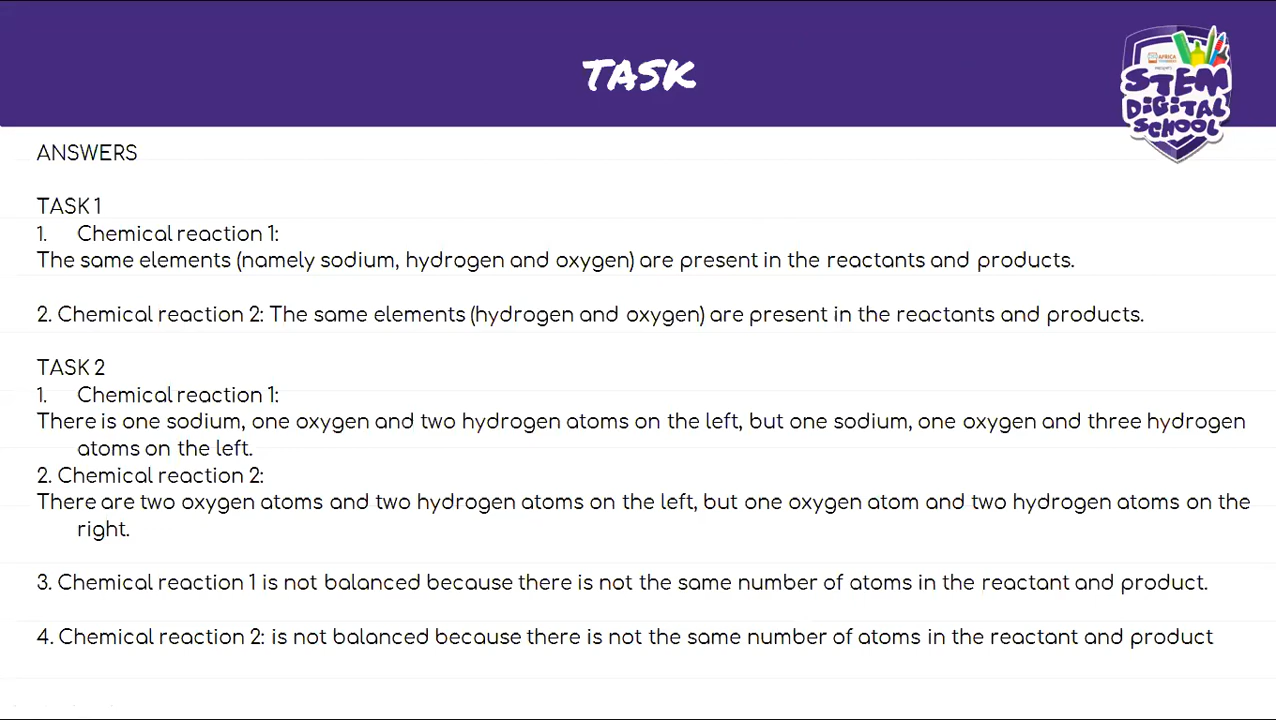 TASK
AFRICA
STEM
DIGITAL
SCHOOL
ANSWERS
TASK 1
1. Chemical reaction 1:
The same elements (namely sodium, hydrogen and oxygen) are present in the reactants and products.
2. Chemical reaction 2: The same elements (hydrogen and oxygen) are present in the reactants and products.
TASK 2
1. Chemical reaction 1:
There is one sodium, one oxygen and two hydrogen atoms on the left, but one sodium, one oxygen and three hydrogen
atoms on the left.
2. Chemical reaction 2:
There are two oxygen atoms and two hydrogen atoms on the left, but one oxygen atom and two hydrogen atoms on the
right.
3. Chemical reaction 1 is not balanced because there is not the same number of atoms in the reactant and product.
4. Chemical reaction 2: is not balanced because there is not the same number of atoms in the reactant and product